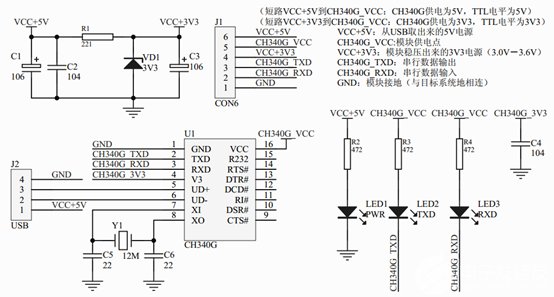 (短路VCC+5V到CH340G_VCC; CH340G供电为5V, TTL电平为5V)
(短路VCC+3V3到CH340G_VCC; CH340G供电为3V3, TTL电平为3V3)
VCC+5V: 从USB取出来的5V电源
CH340G_VCC:模块供电点
VCC+3V3: 模块稳压出来的3V3电源 (3.0V－3.6V)
CH340G_TXD: 串行数据输出
CH340G_RXD: 串行数据输入
GND: 模块接地 (与目标系统地相连)
VCC+5V
R1
221
VCC+3V3
C1
106
C2
104
VD1
3V3
C3
106
J1
6 VCC+5V
5 CH340G_VCC
4 VCC+3V3
3 CH340G_TXD
2 CH340G_RXD
1 GND
CON6
U1
GND 1 GND VCC 16 CH340G_VCC
CH340G_TXD 2 TXD R232 15
CH340G_RXD 3 RXD RTS# 14
CH340G_3V3 4 V3 DTR# 13
5 UD+ DCD# 12
6 UD- RI# 11
7 XI DSR# 10
8 XO CTS# 9
CH340G
J2
4 GND
3
2
1 VCC+5V
USB
Y1
12M
C5
22
C6
22
VCC+5V
R2
472
LED1
PWR
CH340G_VCC
R3
472
LED2
TXD
CH340G_TXD
CH340G_VCC
R4
472
LED3
RXD
CH340G_RXD
CH340G_3V3
C4
104